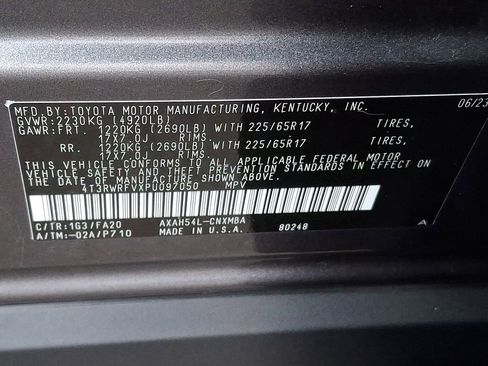 MFD.BY:TOYOTA MOTOR MANUFACTURING, KENTUCKY, INC. 06/23
GVWR:2230KG (4920LB)
GAWR:FRT. 1220KG (2690LB) WITH 225/65R17 TIRES,
17X7.0J RIMS
RR. 1220KG (2690LB) WITH 225/65R17 TIRES,
17X7.0J RIMS
THIS VEHICLE CONFORMS TO ALL APPLICABLE FEDERAL MOTOR
VEHICLE SAFETY AND THEFT PREVENTION STANDARDS IN EFFECT
ON THE DATE OF MANUFACTURE SHOWN ABOVE.
4T3RWRFVXPU097050 MPV
C/TR:1G3/FA20 AXAH54L-CNXMBA A
A/TM:-02A/P710 MADE IN U.S.A. 80248